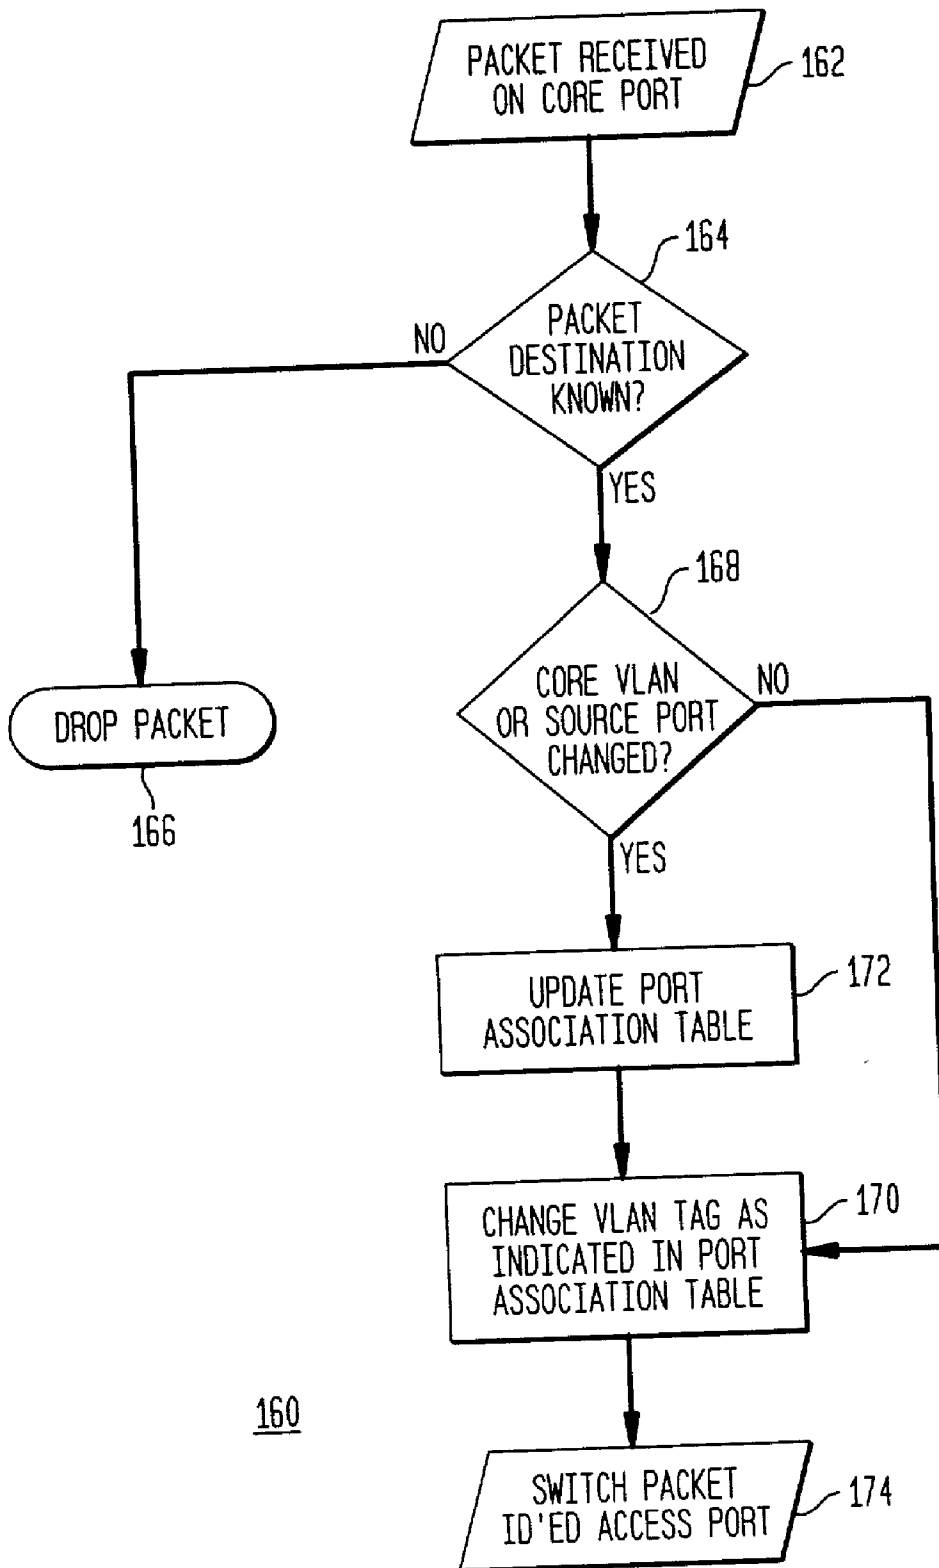 PACKET RECEIVED
ON CORE PORT
162
164
PACKET
DESTINATION
KNOWN?
NO
YES
168
CORE VLAN
OR SOURCE PORT
CHANGED?
NO
DROP PACKET
166
YES
UPDATE PORT
ASSOCIATION TABLE
172
CHANGE VLAN TAG AS
INDICATED IN PORT
ASSOCIATION TABLE
170
160
SWITCH PACKET
ID'ED ACCESS PORT
174